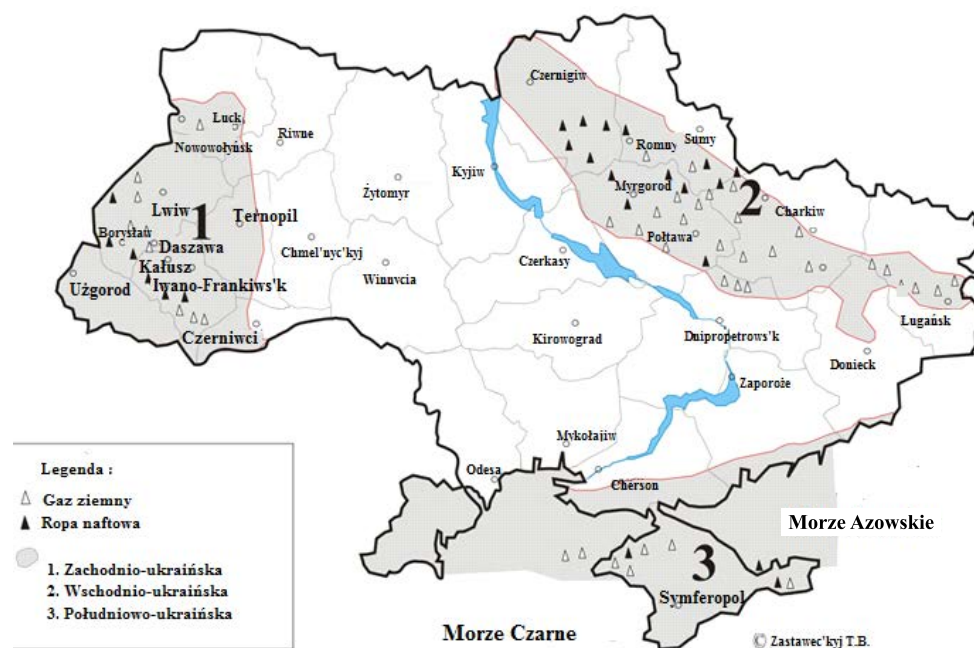 Czernigiw
Łuck
Nowowołyńsk
Riwne
Romny
Sumy
Kyjiw
Żytomyr
Myrgorod
2
Charkiw
Lwiw
1
Ternopil
Borysław
Daszawa
Połtawa
Chmel'nyc'kyj
Czerkasy
Kałusz
Winnycia
Użgorod
Iwano-Frankiws'k
Ługańsk
Czerniwci
Kirowograd
Dnipropetrows'k
Donieck
Zaporoże
Mykołajiw
Odesa
Cherson
Morze Azowskie
3
Symferopol
Morze Czarne
Legenda :
Gaz ziemny
Ropa naftowa
1. Zachodnio-ukraińska
2. Wschodnio-ukraińska
3. Południowo-ukraińska
© Zastawec'kyj T.B.